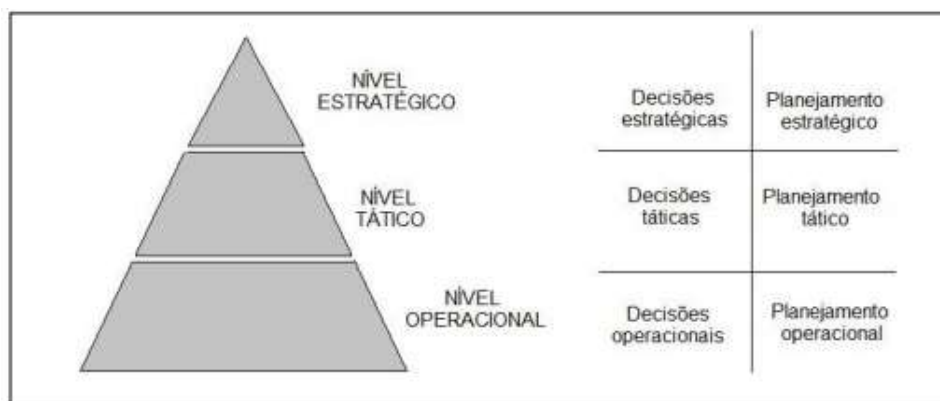 NÍVEL
ESTRATÉGICO
Decisões
estratégicas
Planejamento
estratégico
NÍVEL
TÁTICO
Decisões
táticas
Planejamento
tático
NÍVEL
OPERACIONAL
Decisões
operacionais
Planejamento
operacional